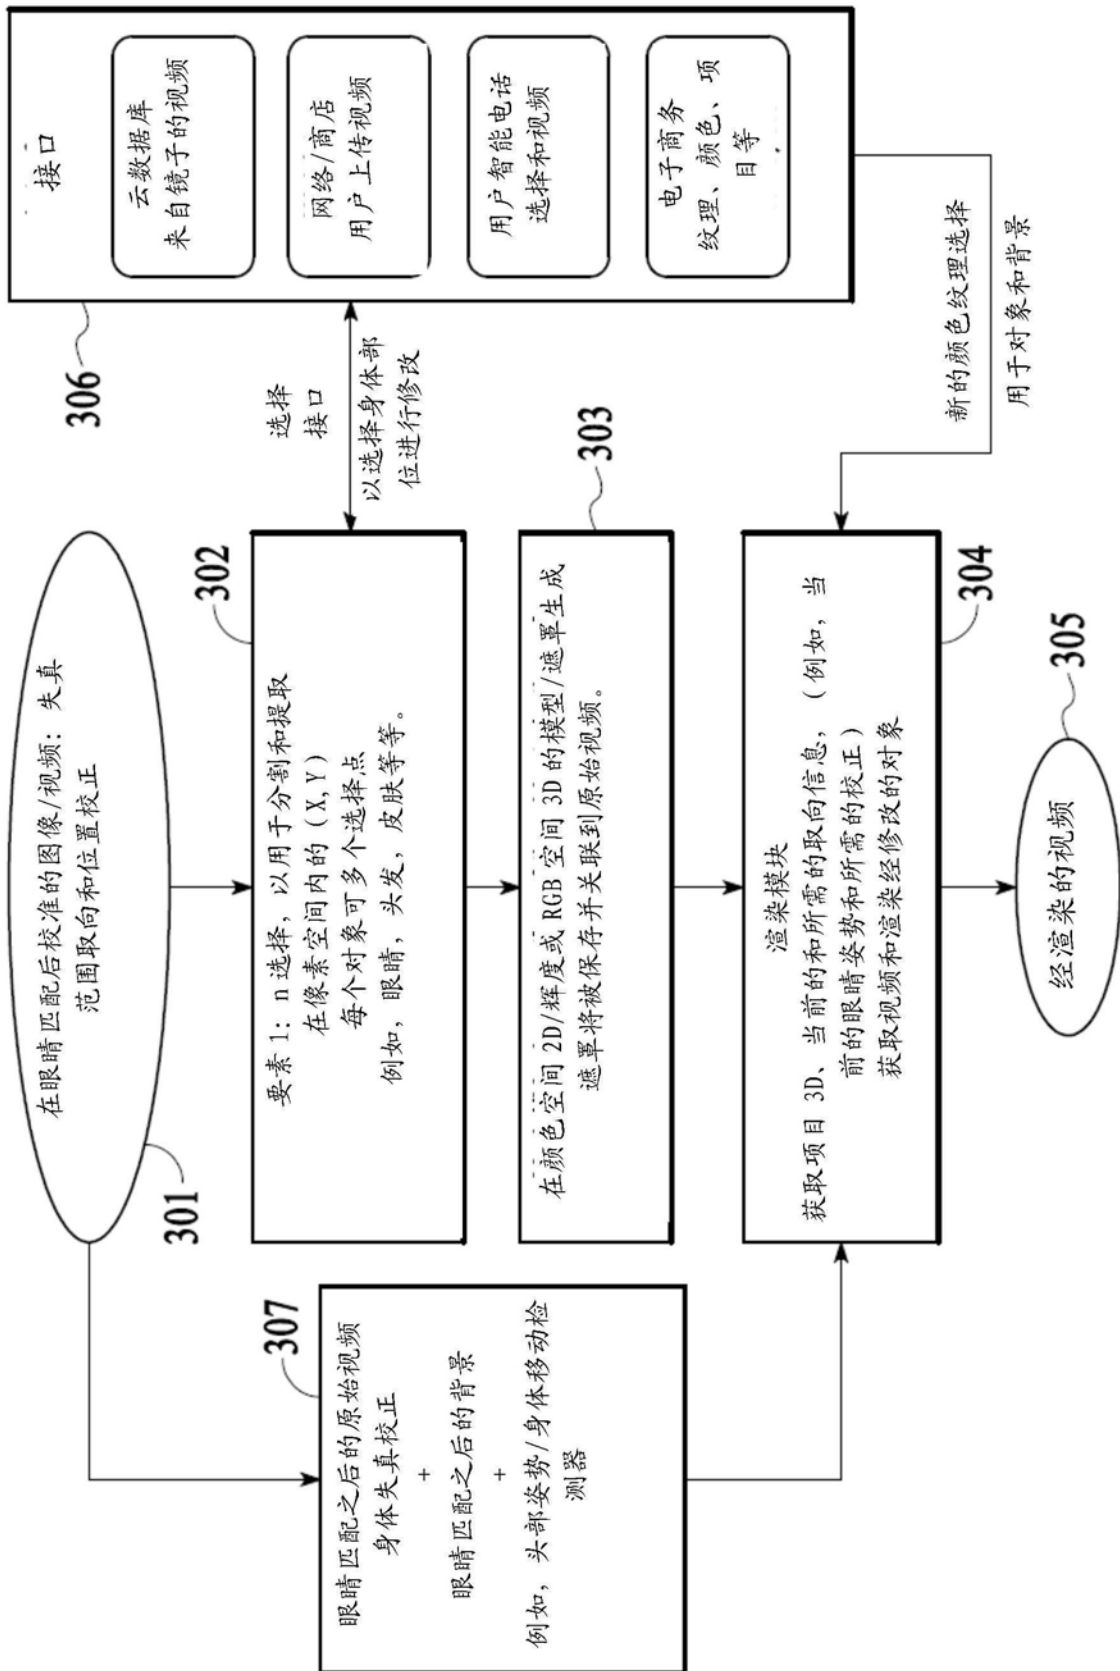 在眼睛匹配后校准的图像/视频：失真
范围取向和位置校正
301
307
眼睛匹配之后的原始视频
身体失真校正
+
眼睛匹配之后的背景
+
例如，头部姿势/身体移动检
测器
302
要素 1：n 选择，以用于分割和提取
在像素空间内的 (X,Y)
每个对象可多个选择点
例如，眼睛，头发，皮肤等等。
选择
接口
以选择身体部
位进行修改
306
接口
云数据库
来自镜子的视频
网络/商店
用户上传视频
用户智能电话
选择和视频
电子商务
纹理、颜色、项
目等
303
在颜色空间 2D/辉度或 RGB 空间 3D 的模型/遮罩生成
遮罩将被保存并关联到原始视频。
新的颜色纹理选择
用于对象和背景
304
渲染模块
获取项目 3D、当前的和所需的取向信息，（例如，当
前的眼睛姿势和所需的校正）
获取视频和渲染经修改的对象
305
经渲染的视频